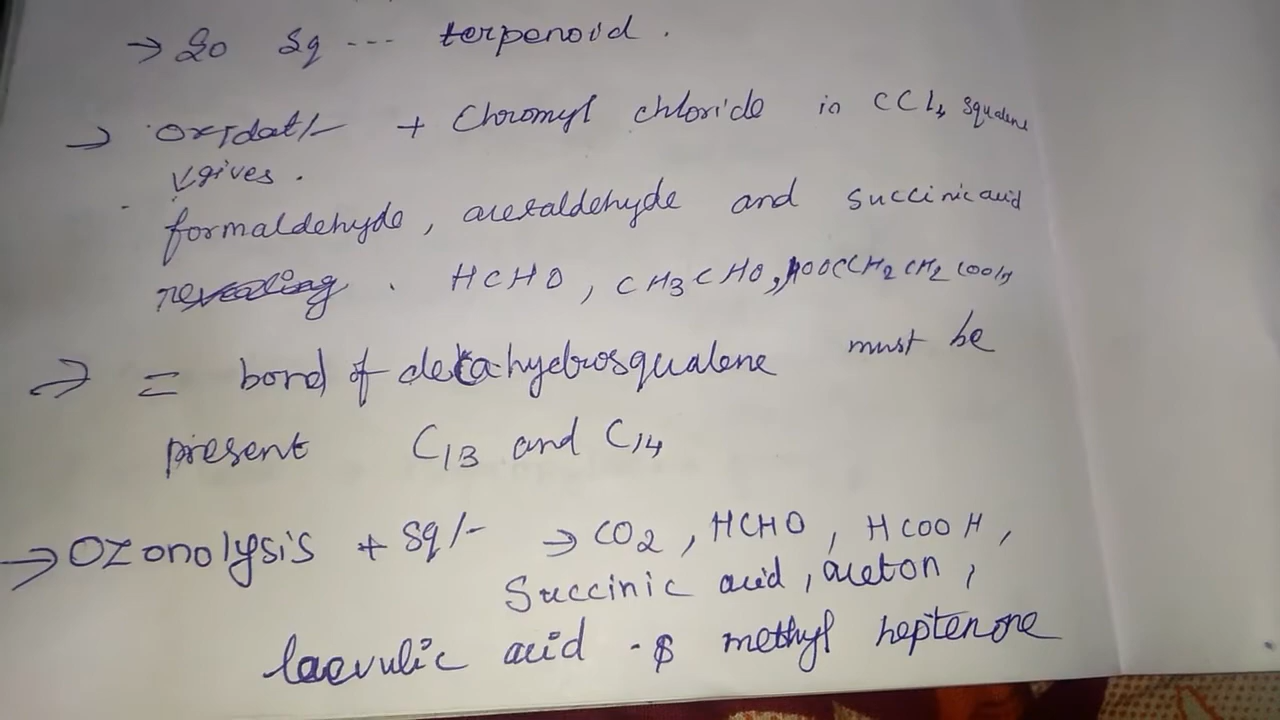 → So Sq --- terpenoid.
→ Oxidat/- + Chromyl chloride in CCl4 squalene
gives.
formaldehyde, acetaldehyde and succinic acid
revealing. HCHO, CH3CHO, HOOCCH2CH2COOH
⇒ = bond of decahydrosqualene must be
present C13 and C14
→ Ozonolysis + Sq/- ⇒ CO2, HCHO, HCOOH,
Succinic acid, aceton,
laevulic acid - $ methyl heptenone